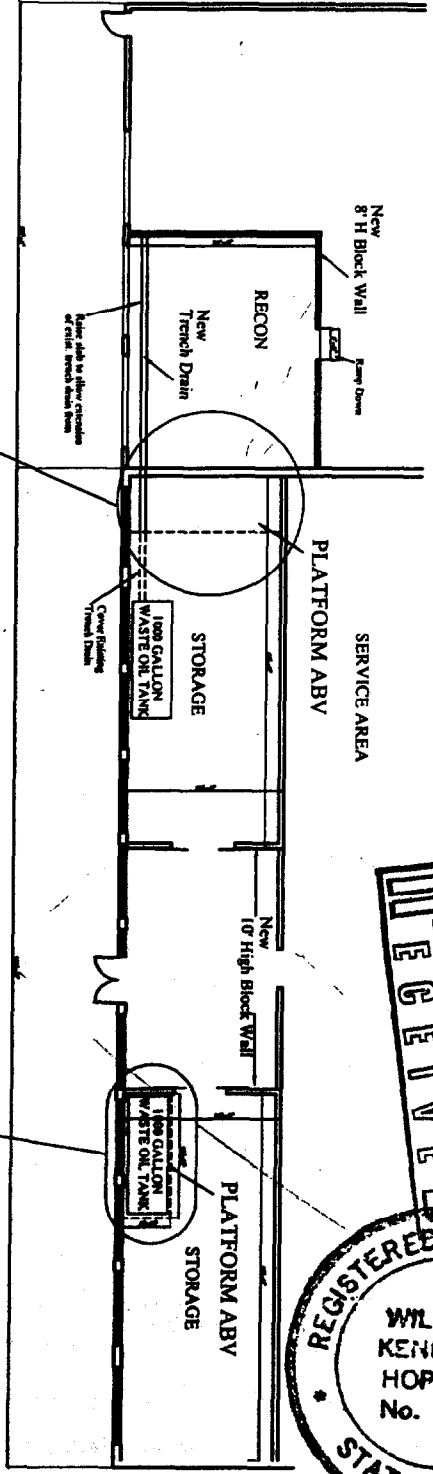 New
8' H Block Wall
Ramp Down
RECON
New
Trench Drain
Raise slab to allow extension
of exist. trench drain from
SERVICE AREA
PLATFORM ABV
STORAGE
1000 GALLON
WASTE OIL TANK
Cover Existing
Trench Drain
New
10' High Block Wall
1000 GALLON
WASTE OIL TANK
PLATFORM ABV
STORAGE
ECEIVE
REGISTERED
WIL
KEN
HOP
No.
STAT